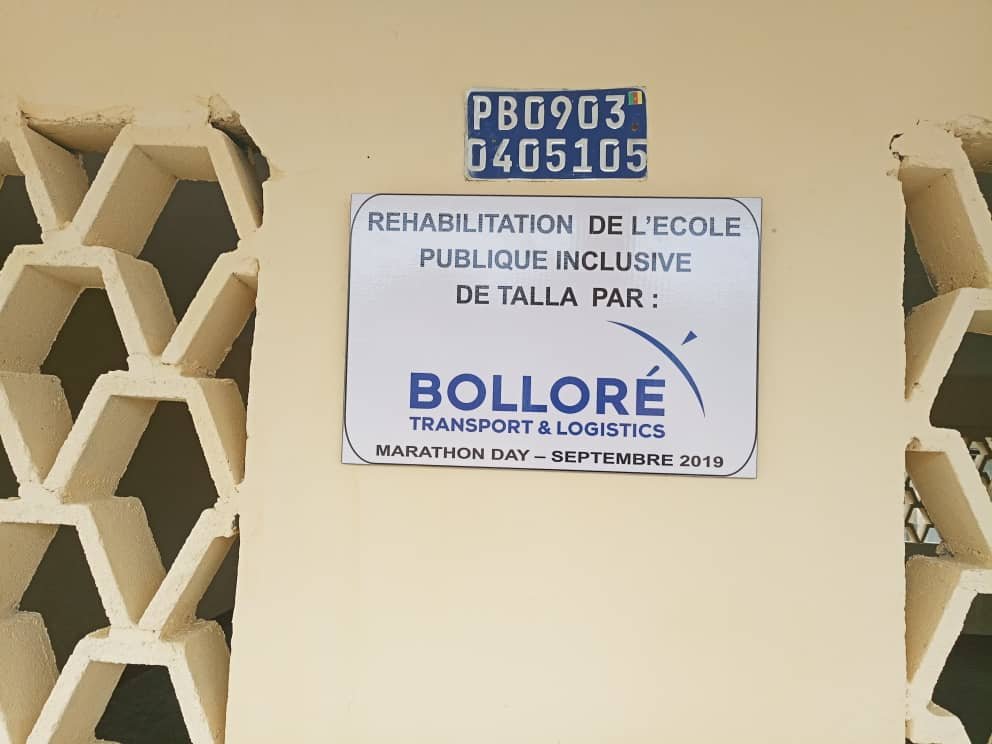 PB0903
0405105
REHABILITATION DE L'ECOLE
PUBLIQUE INCLUSIVE
DE TALLA PAR :
BOLLORÉ
TRANSPORT & LOGISTICS
MARATHON DAY – SEPTEMBRE 2019